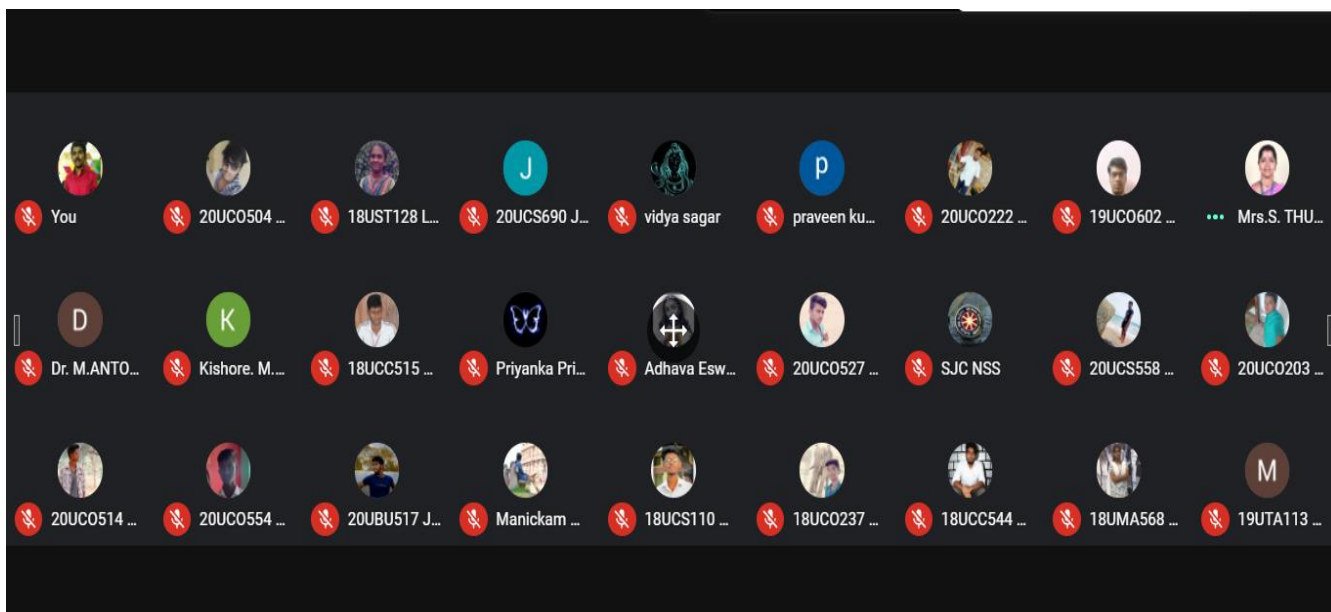 J p
You 20UCO504 ... 18UST128 L... 20UCS690 J... vidya sagar praveen ku... 20UCO222 ... 19UCO602 ... Mrs.S. THU...
D K
Dr. M.ANTO... Kishore. M.... 18UCC515 ... Priyanka Pri... Adhava Esw... 20UCO527 ... SJC NSS 20UCS558 ... 20UCO203 ...
M
20UCO514 ... 20UCO554 ... 20UBU517 J... Manickam ... 18UCS110 ... 18UCO237 ... 18UCC544 ... 18UMA568 ... 19UTA113 ...